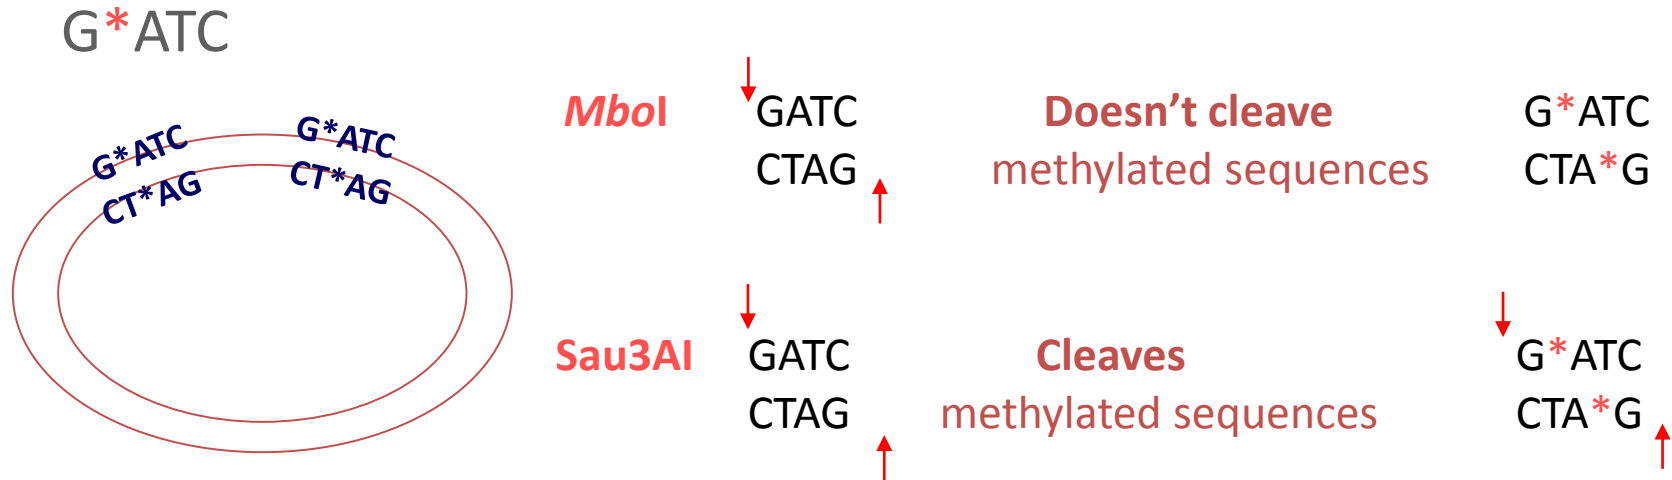 G*ATC
G*ATC
CT*AG
G*ATC
CT*AG
MboI
GATC
CTAG
Doesn’t cleave
methylated sequences
G*ATC
CTA*G
Sau3AI
GATC
CTAG
Cleaves
methylated sequences
G*ATC
CTA*G